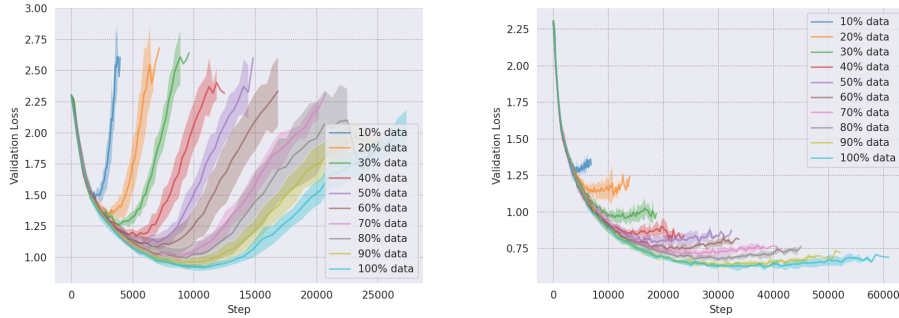 3.00
2.75
2.50
2.25
2.00
1.75
1.50
1.25
1.00
Validation Loss
0
5000
10000
15000
20000
25000
Step
10% data
20% data
30% data
40% data
50% data
60% data
70% data
80% data
90% data
100% data
2.25
2.00
1.75
1.50
1.25
1.00
0.75
Validation Loss
0
10000
20000
30000
40000
50000
60000
Step
10% data
20% data
30% data
40% data
50% data
60% data
70% data
80% data
90% data
100% data